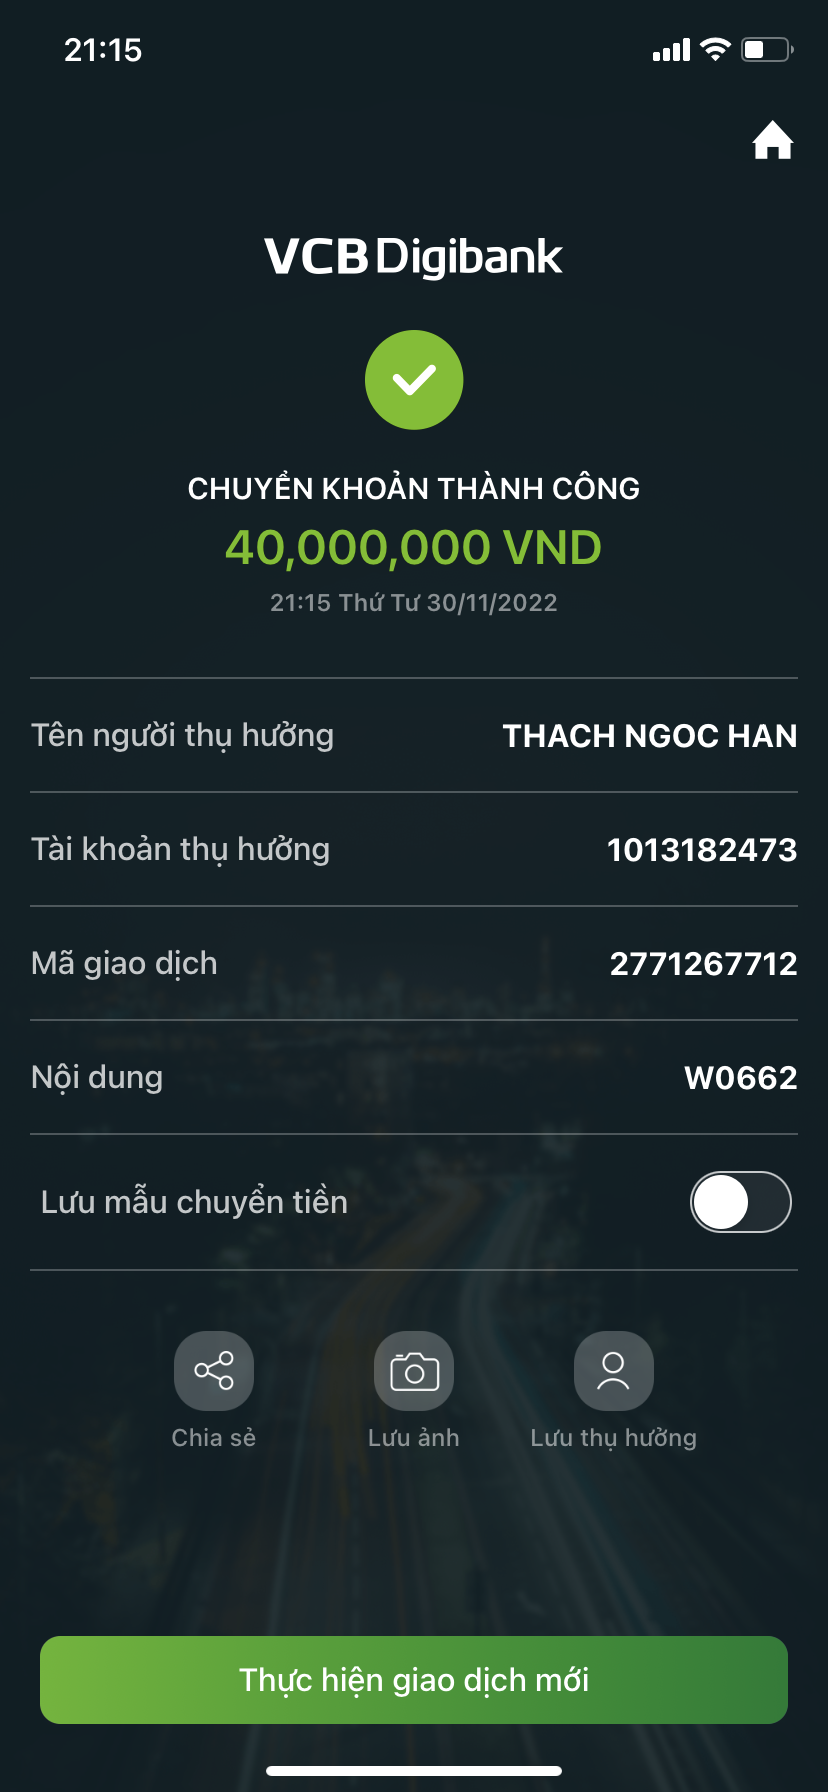 21:15
VCB Digibank
CHUYỂN KHOẢN THÀNH CÔNG
40,000,000 VND
21:15 Thứ Tư 30/11/2022
Tên người thụ hưởng THACH NGOC HAN
Tài khoản thụ hưởng 1013182473
Mã giao dịch 2771267712
Nội dung W0662
Lưu mẫu chuyển tiền
Chia sẻ Lưu ảnh Lưu thụ hưởng
Thực hiện giao dịch mới